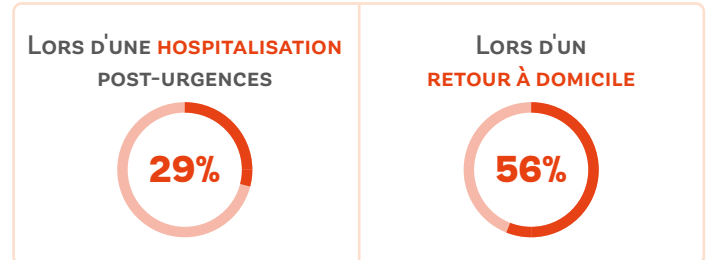 Lors d'une hospitalisation
post-urgences
29%
Lors d'un
retour à domicile
56%